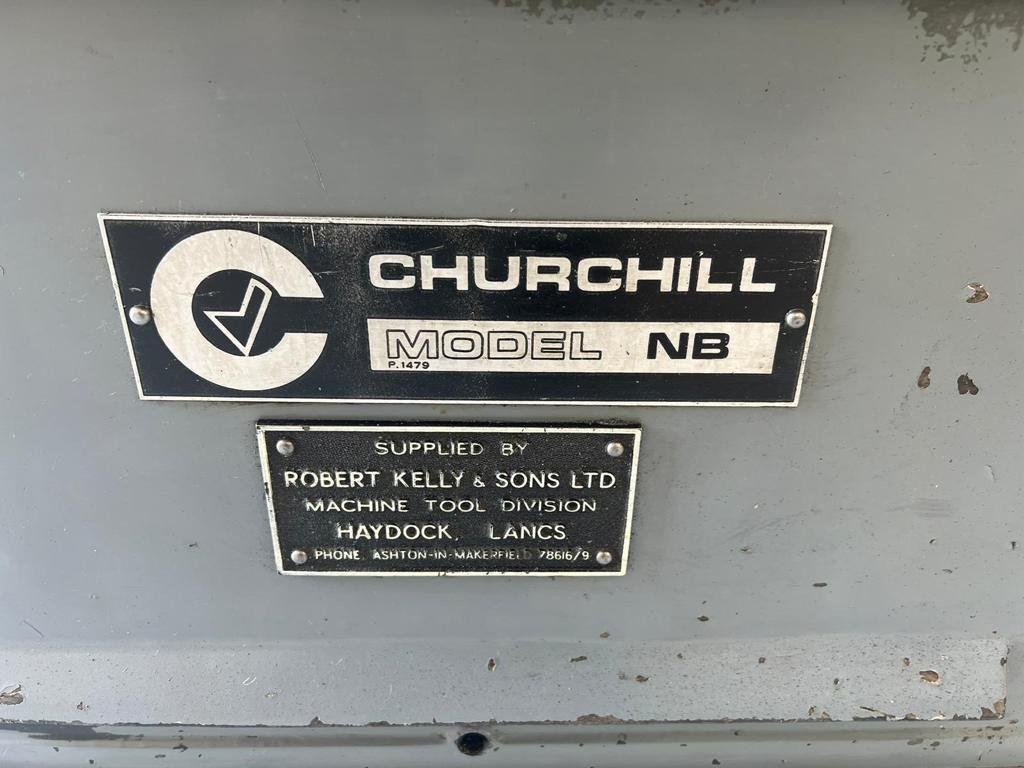 CHURCHILL
MODEL NB
P.1479
SUPPLIED BY
ROBERT KELLY & SONS LTD
MACHINE TOOL DIVISION
HAYDOCK, LANCS
PHONE ASHTON-IN-MAKERFIELD 78616/9